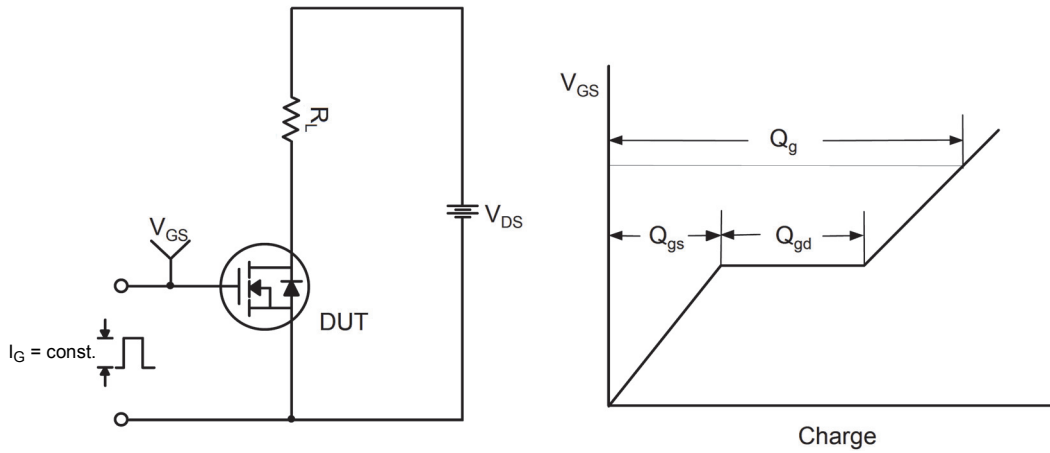 R_L
V_GS
V_DS
DUT
I_G = const.
V_GS
Q_g
Q_gs
Q_gd
Charge